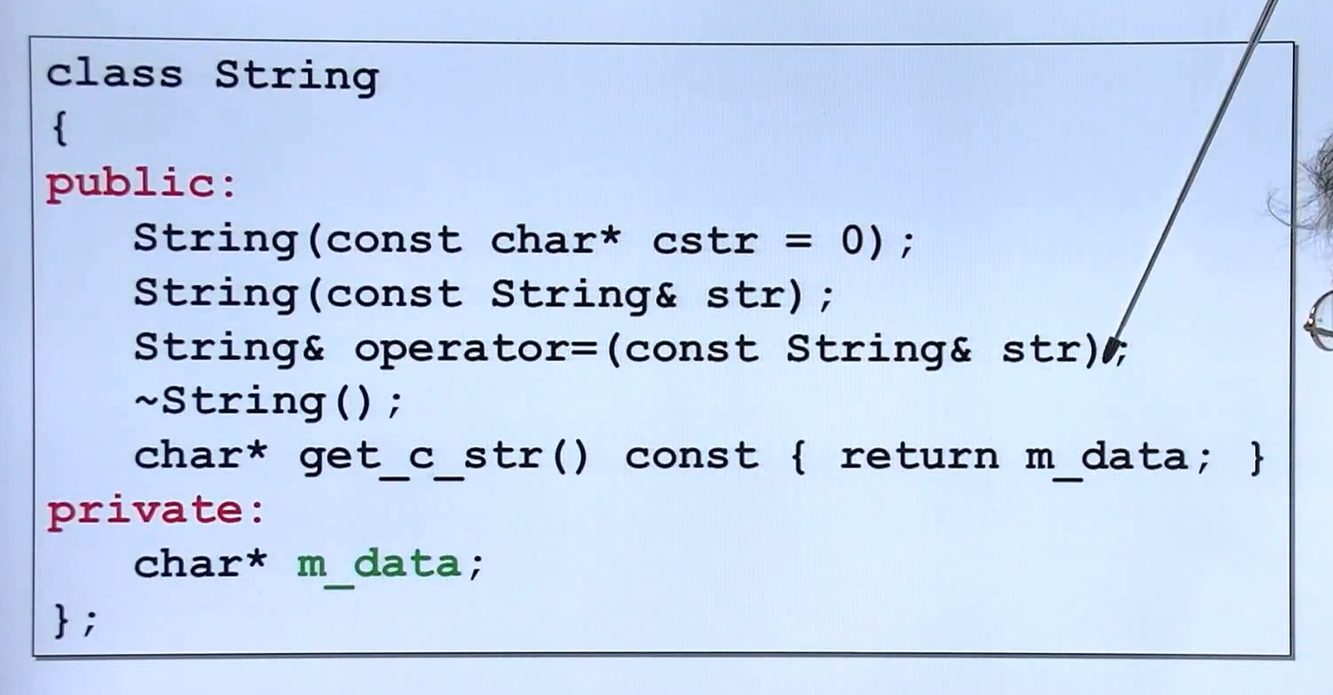 class String
{
public:
String(const char* cstr = 0);
String(const String& str);
String& operator=(const String& str);
~String();
char* get_c_str() const { return m_data; }
private:
char* m_data;
};